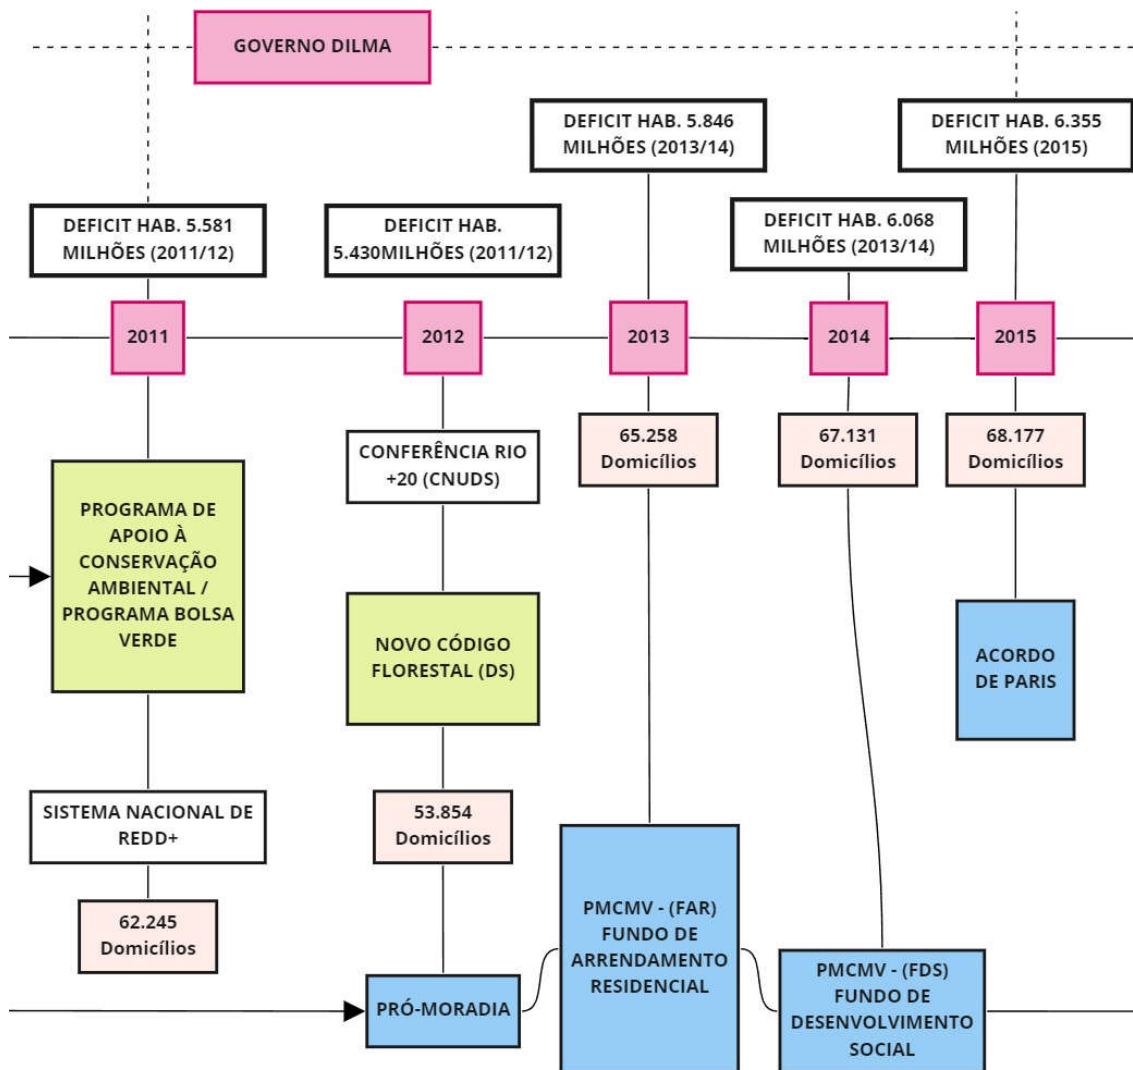 GOVERNO DILMA
DEFICIT HAB. 5.846
MILHÕES (2013/14)
DEFICIT HAB. 6.355
MILHÕES (2015)
DEFICIT HAB. 5.581
MILHÕES (2011/12)
DEFICIT HAB.
5.430MILHÕES (2011/12)
DEFICIT HAB. 6.068
MILHÕES (2013/14)
2011
2012
2013
2014
2015
PROGRAMA DE
APOIO À
CONSERVAÇÃO
AMBIENTAL /
PROGRAMA BOLSA
VERDE
SISTEMA NACIONAL DE
REDD+
62.245
Domicílios
CONFERÊNCIA RIO
+20 (CNUDS)
NOVO CÓDIGO
FLORESTAL (DS)
53.854
Domicílios
PRÓ-MORADIA
65.258
Domicílios
PMCMV - (FAR)
FUNDO DE
ARRENDAMENTO
RESIDENCIAL
67.131
Domicílios
PMCMV - (FDS)
FUNDO DE
DESENVOLVIMENTO
SOCIAL
68.177
Domicílios
ACORDO
DE PARIS